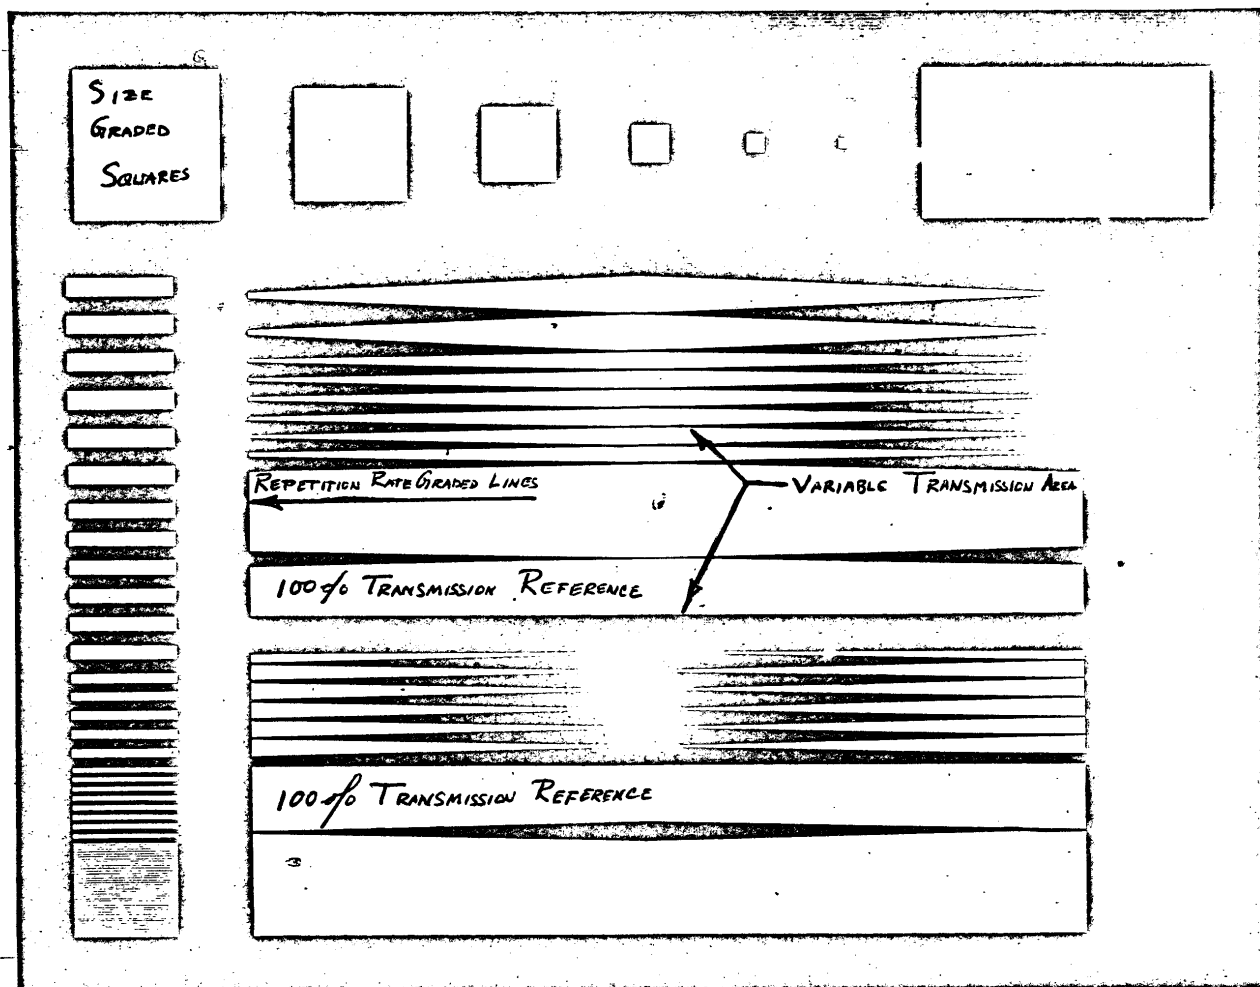 SIZE
GRADED
SQUARES
REPETITION RATE GRADED LINES
VARIABLE TRANSMISSION AREA
100% TRANSMISSION REFERENCE
100% TRANSMISSION REFERENCE